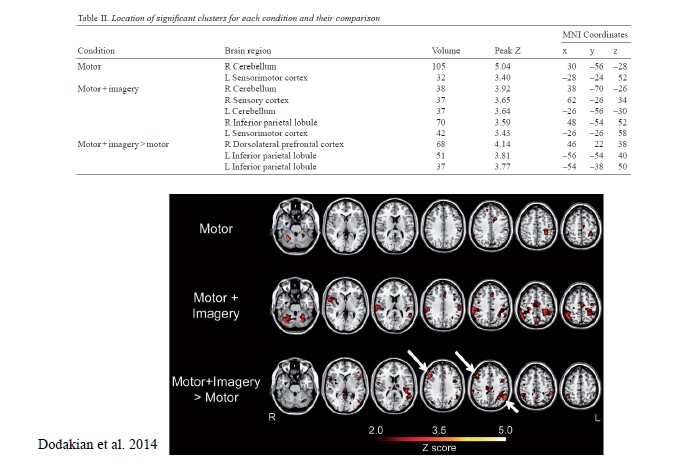 Table II. Location of significant clusters for each condition and their comparison
MNI Coordinates
Condition Brain region Volume Peak Z x y z
Motor R Cerebellum 105 5.04 30 −56 −28
L Sensorimotor cortex 32 3.40 −28 −24 52
Motor + imagery R Cerebellum 38 3.92 38 −70 −26
R Sensory cortex 37 3.65 62 −26 34
L Cerebellum 37 3.64 −26 −56 −30
R Inferior parietal lobule 70 3.59 48 −54 52
L Sensorimotor cortex 42 3.43 −26 −26 58
Motor + imagery > motor R Dorsolateral prefrontal cortex 68 4.14 46 22 38
L Inferior parietal lobule 51 3.81 −56 −54 40
L Inferior parietal lobule 37 3.77 −54 −38 50
Motor
Motor +
Imagery
Motor+Imagery
> Motor
R L
2.0 3.5 5.0
Z score
Dodakian et al. 2014